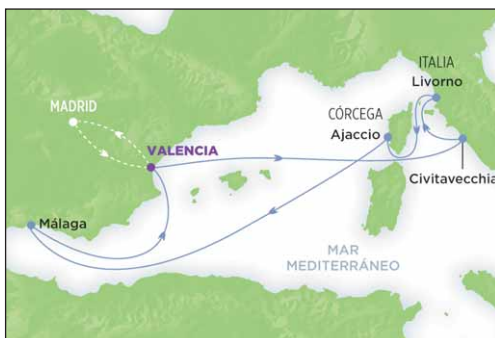 ITALIA
Livorno
MADRID
CÓRCEGA
Ajaccio
VALENCIA
Civitavecchia
Málaga
MAR
MEDITERRÁNEO